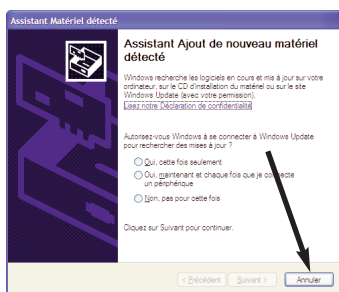 Assistant Matériel détecté
Assistant Ajout de nouveau matériel
détecté
Windows recherche les logiciels en cours et mis à jour sur votre
ordinateur, sur le CD d'installation du matériel ou sur le site
Windows Update (avec votre permission).
Lisez notre Déclaration de confidentialité
Autorisez-vous Windows à se connecter à Windows Update
pour rechercher des mises à jour ?
Oui, cette fois seulement
Oui, maintenant et chaque fois que je connecte
un périphérique
Non, pas pour cette fois
Cliquez sur Suivant pour continuer.
< Précédent
Suivant >
Annuler